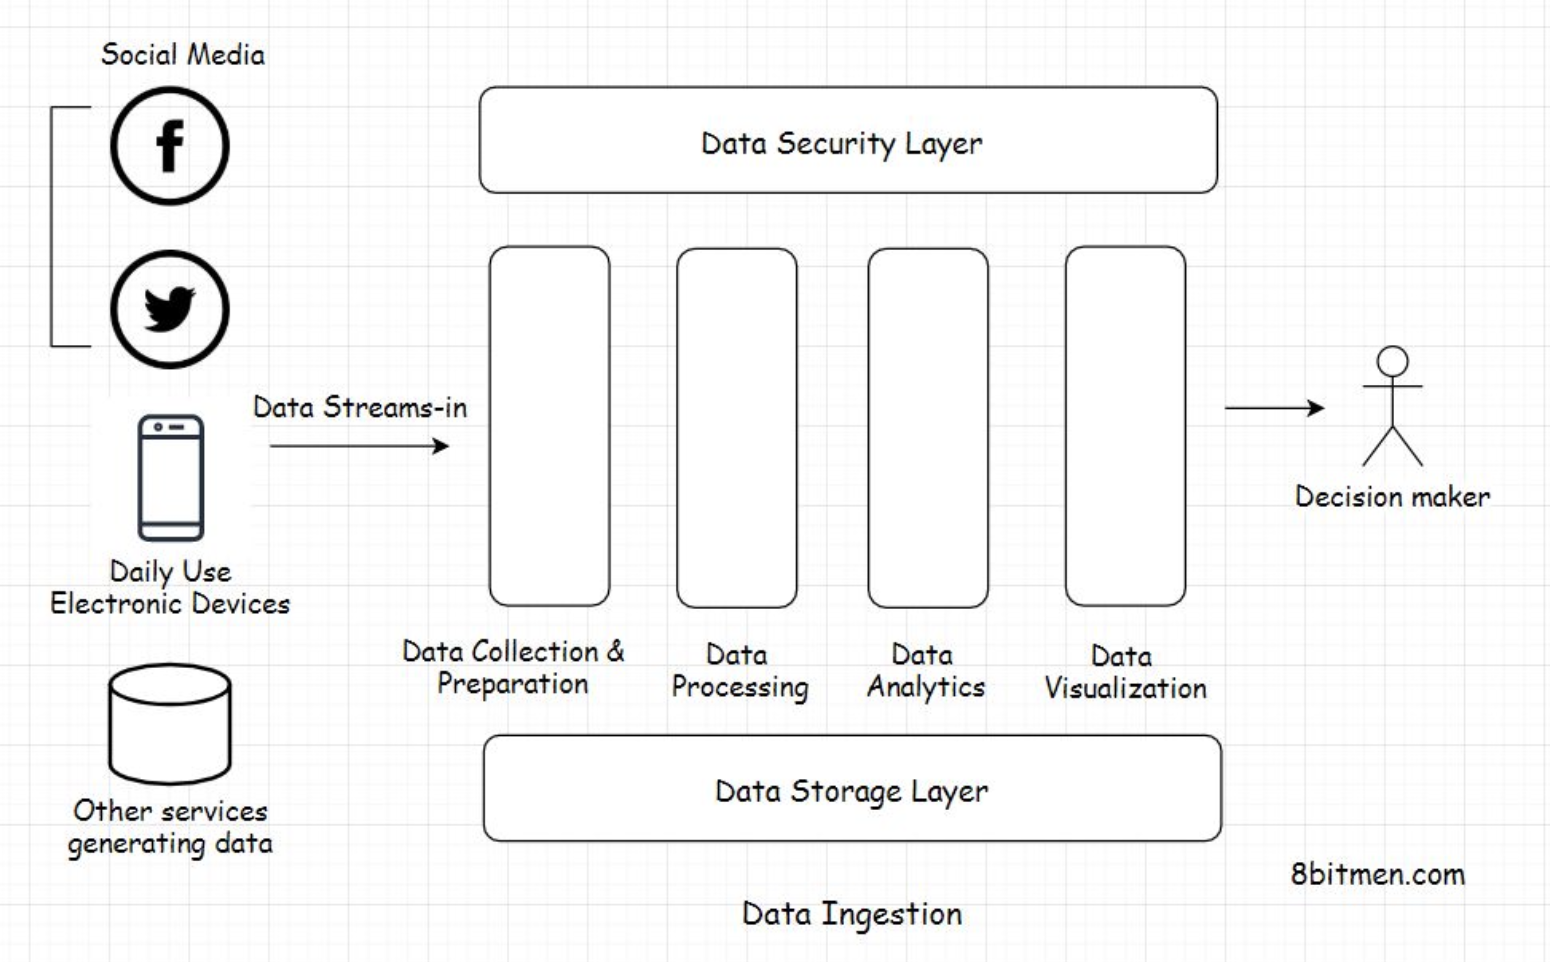 Social Media
Data Security Layer
Data Streams-in
Daily Use
Electronic Devices
Other services
generating data
Data Collection &
Preparation
Data
Processing
Data
Analytics
Data
Visualization
Decision maker
Data Storage Layer
8bitmen.com
Data Ingestion